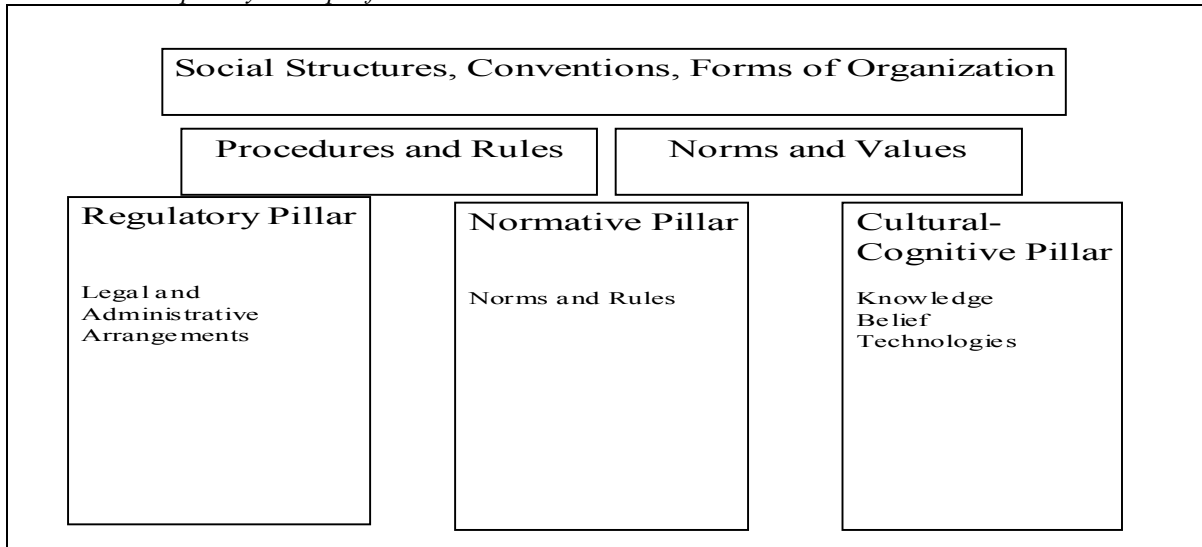 Social Structures, Conventions, Forms of Organization
Procedures and Rules
Norms and Values
Regulatory Pillar
Legal and
Administrative
Arrangements
Normative Pillar
Norms and Rules
Cultural-
Cognitive Pillar
Knowledge
Belief
Technologies